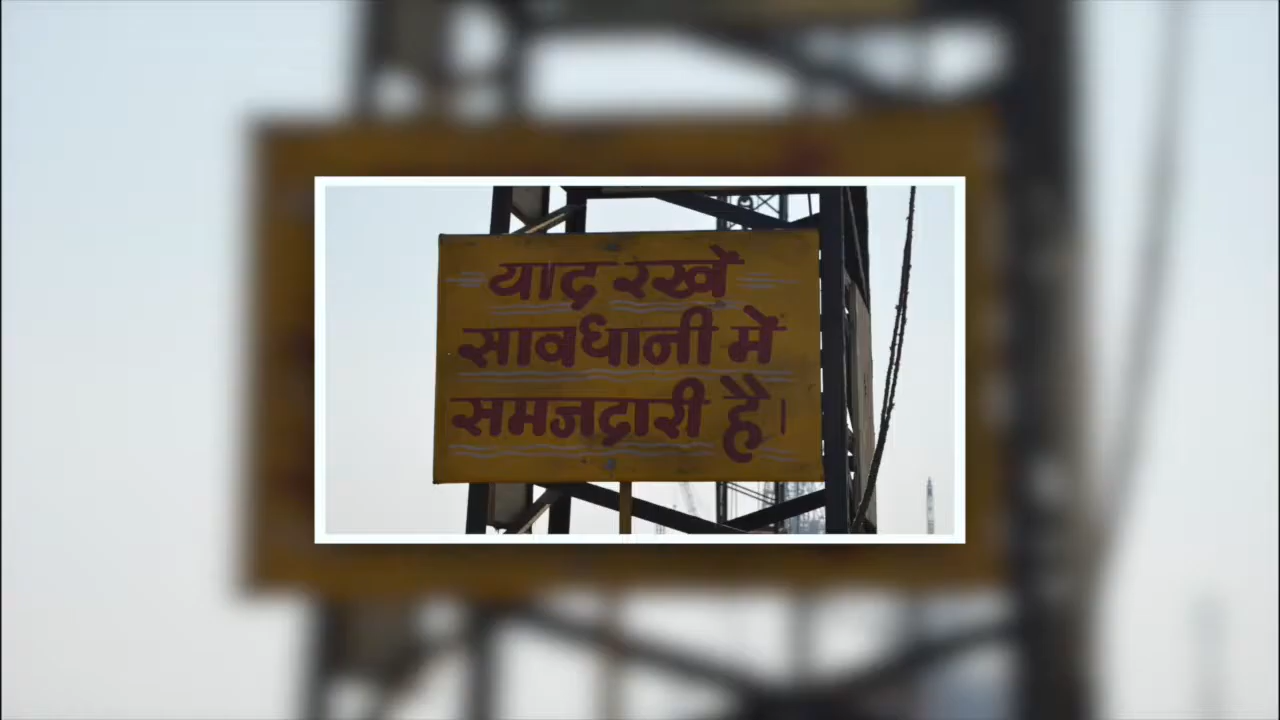 याद रखें
सावधानी में
समजदारी है।